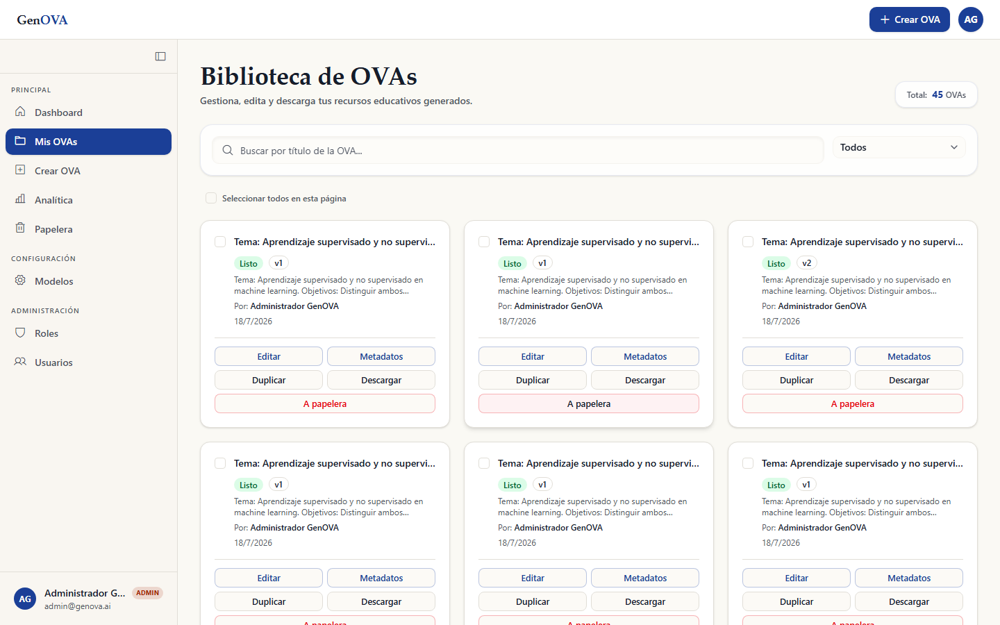 GenOVA
Crear OVA
AG
PRINCIPAL
Dashboard
Mis OVAs
Crear OVA
Analítica
Papelera
CONFIGURACIÓN
Modelos
ADMINISTRACIÓN
Roles
Usuarios
AG
Administrador G...
ADMIN
admin@genova.ai
Biblioteca de OVAs
Gestiona, edita y descarga tus recursos educativos generados.
Total: 45 OVAs
Buscar por título de la OVA...
Todos
Seleccionar todos en esta página
Tema: Aprendizaje supervisado y no supervi...
Listo v1
Tema: Aprendizaje supervisado y no supervisado en
machine learning. Objetivos: Distinguir ambos...
Por: Administrador GenOVA
18/7/2026
Editar Metadatos
Duplicar Descargar
A papelera
Tema: Aprendizaje supervisado y no supervi...
Listo v1
Tema: Aprendizaje supervisado y no supervisado en
machine learning. Objetivos: Distinguir ambos...
Por: Administrador GenOVA
18/7/2026
Editar Metadatos
Duplicar Descargar
A papelera
Tema: Aprendizaje supervisado y no supervi...
Listo v2
Tema: Aprendizaje supervisado y no supervisado en
machine learning. Objetivos: Distinguir ambos...
Por: Administrador GenOVA
18/7/2026
Editar Metadatos
Duplicar Descargar
A papelera
Tema: Aprendizaje supervisado y no supervi...
Listo v1
Tema: Aprendizaje supervisado y no supervisado en
machine learning. Objetivos: Distinguir ambos...
Por: Administrador GenOVA
18/7/2026
Editar Metadatos
Duplicar Descargar
A papelera
Tema: Aprendizaje supervisado y no supervi...
Listo v1
Tema: Aprendizaje supervisado y no supervisado en
machine learning. Objetivos: Distinguir ambos...
Por: Administrador GenOVA
18/7/2026
Editar Metadatos
Duplicar Descargar
A papelera
Tema: Aprendizaje supervisado y no supervi...
Listo v1
Tema: Aprendizaje supervisado y no supervisado en
machine learning. Objetivos: Distinguir ambos...
Por: Administrador GenOVA
18/7/2026
Editar Metadatos
Duplicar Descargar
A papelera